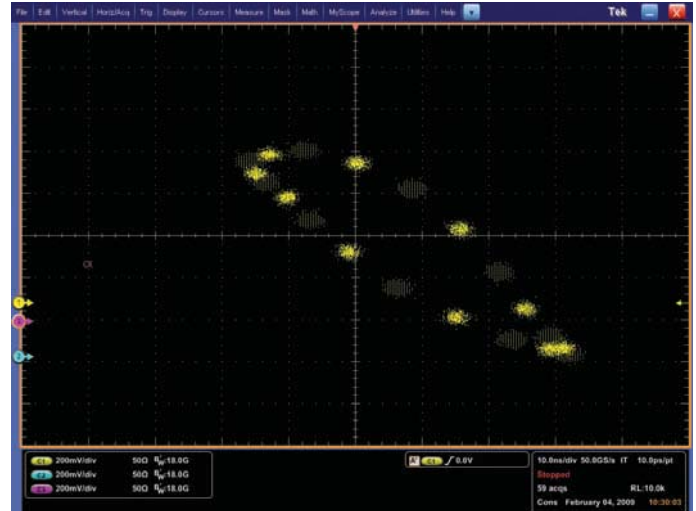 File Edit Vertical Horiz/Acq Trig Display Cursors Measure Mask Math MyScope Analyze Utilities Help Tek
1
2
C1 200mV/div 50Ω BW:18.0G
C2 200mV/div 50Ω BW:18.0G
C3 200mV/div 50Ω BW:18.0G
A' C1 / 0.0V
10.0ns/div 50.0GS/s IT 10.0ps/pt
Stopped
59 acqs RL:10.0k
Cons February 04, 2009 10:30:03